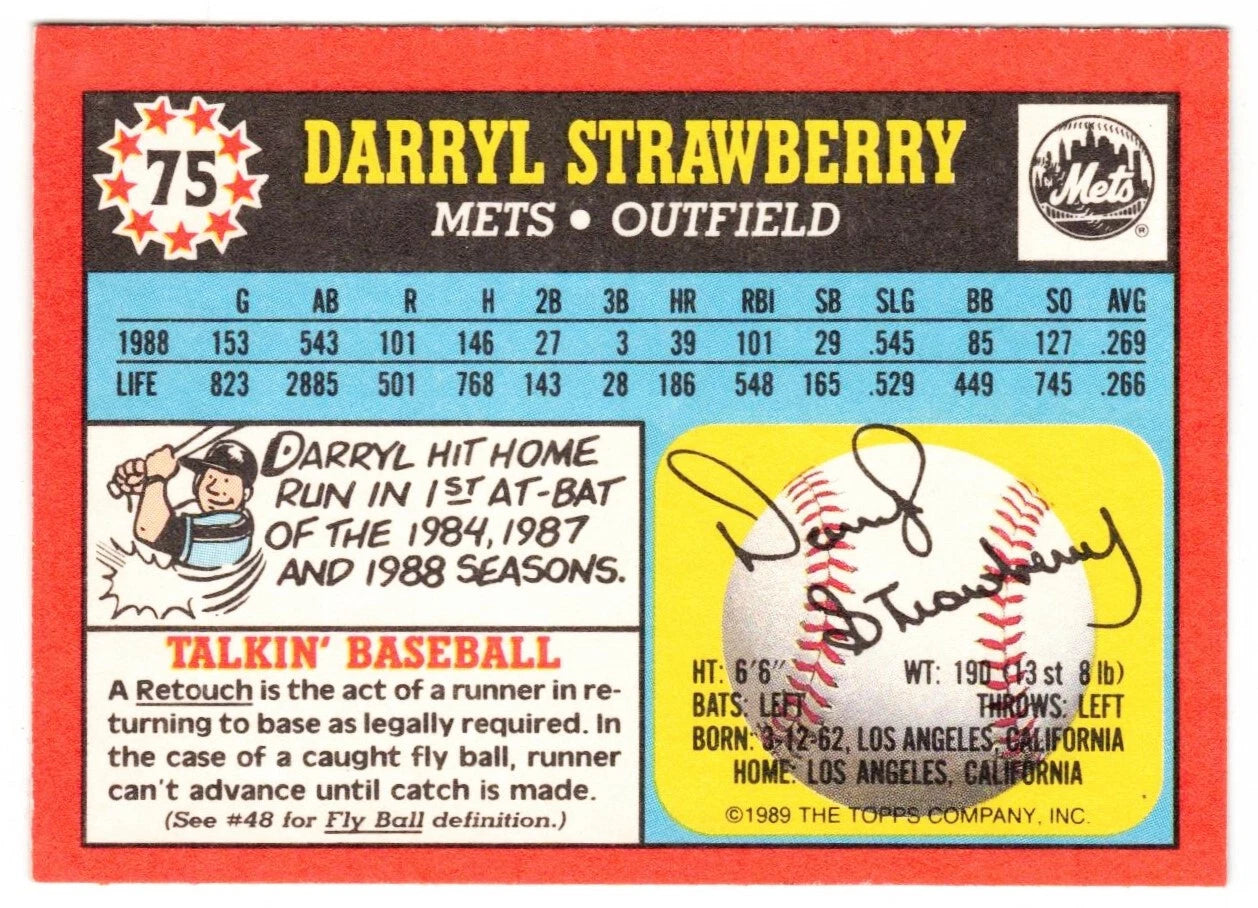 75
DARRYL STRAWBERRY
METS • OUTFIELD
Mets
®
G AB R H 2B 3B HR RBI SB SLG BB SO AVG
1988 153 543 101 146 27 3 39 101 29 .545 85 127 .269
LIFE 823 2885 501 768 143 28 186 548 165 .529 449 745 .266
DARRYL HIT HOME
RUN IN 1ST AT-BAT
OF THE 1984, 1987
AND 1988 SEASONS.
TALKIN' BASEBALL
A Retouch is the act of a runner in re-
turning to base as legally required. In
the case of a caught fly ball, runner
can't advance until catch is made.
(See #48 for Fly Ball definition.)
Darryl
Strawberry
HT: 6'6" WT: 190 (13 st 8 lb)
BATS: LEFT THROWS: LEFT
BORN: 3-12-62, LOS ANGELES, CALIFORNIA
HOME: LOS ANGELES, CALIFORNIA
©1989 THE TOPPS COMPANY, INC.